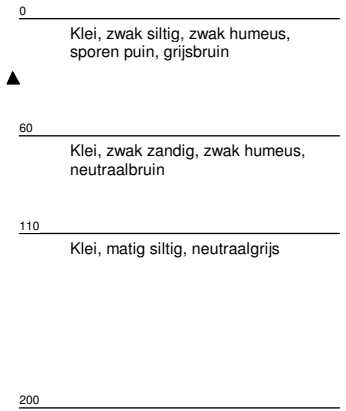 0
Klei, zwak siltig, zwak humeus,
sporen puin, grijsbruin
60
Klei, zwak zandig, zwak humeus,
neutraalbruin
110
Klei, matig siltig, neutraalgrijs
200